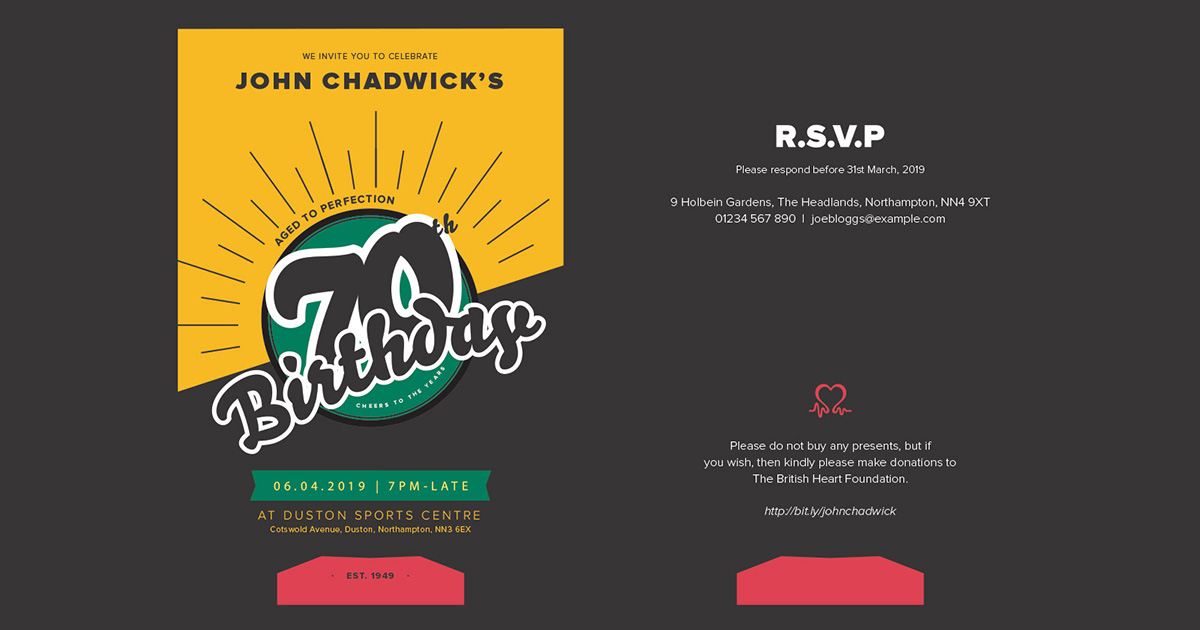 WE INVITE YOU TO CELEBRATE
JOHN CHADWICK'S
AGED TO PERFECTION
70th
Birthday
CHEERS TO THE YEARS
06.04.2019 | 7PM-LATE
AT DUSTON SPORTS CENTRE
Cotswold Avenue, Duston, Northampton, NN3 6EX
· EST. 1949 ·
R.S.V.P
Please respond before 31st March, 2019
9 Holbein Gardens, The Headlands, Northampton, NN4 9XT
01234 567 890 | joebloggs@example.com
Please do not buy any presents, but if
you wish, then kindly please make donations to
The British Heart Foundation.
http://bit.ly/johnchadwick